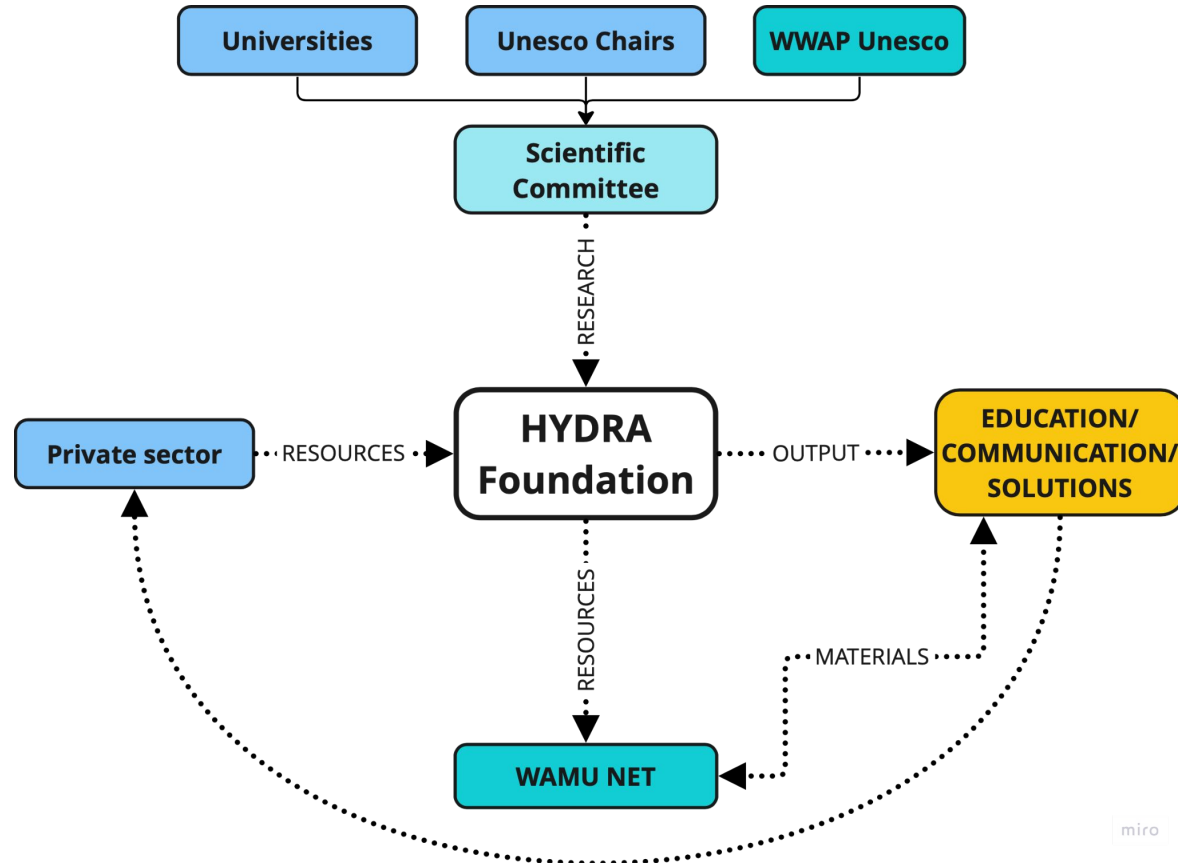 Universities
Unesco Chairs
WWAP Unesco
Scientific
Committee
RESEARCH
Private sector
RESOURCES
HYDRA
Foundation
OUTPUT
EDUCATION/
COMMUNICATION/
SOLUTIONS
RESOURCES
MATERIALS
WAMU NET
miro